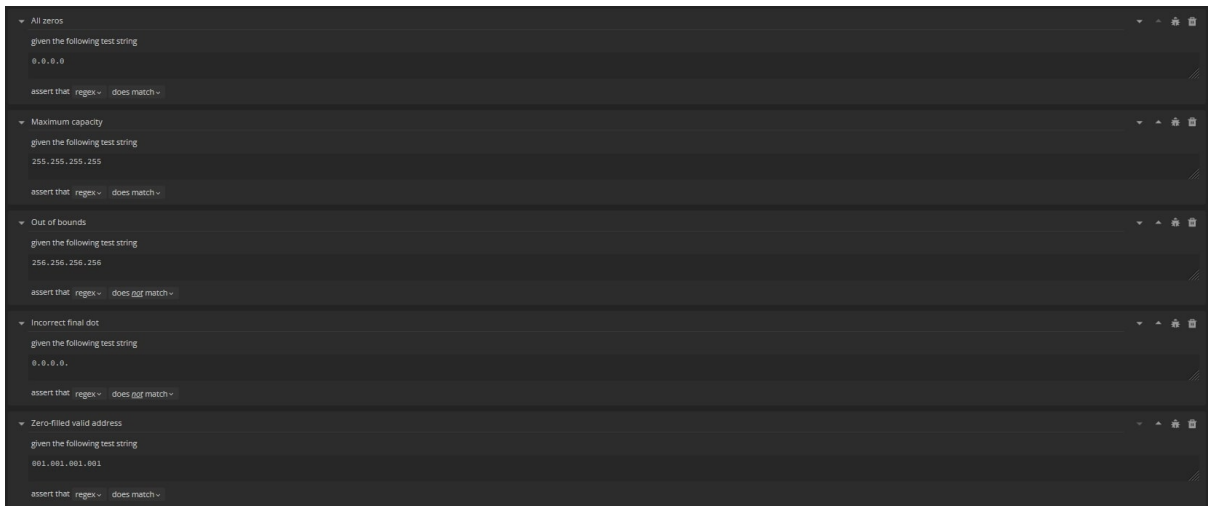 All zeros
given the following test string
0.0.0.0
assert that regex does match
Maximum capacity
given the following test string
255.255.255.255
assert that regex does match
Out of bounds
given the following test string
256.256.256.256
assert that regex does not match
Incorrect final dot
given the following test string
0.0.0.0.
assert that regex does not match
Zero-filled valid address
given the following test string
001.001.001.001
assert that regex does match